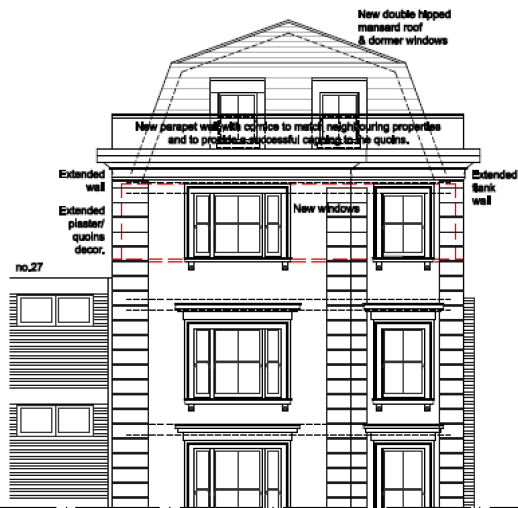 New double hipped
mansard roof
& dormer windows
New parapet wall with cornice to match neighbouring properties
and to provide a successful capping to the quoins.
Extended
wall
Extended
flank
wall
Extended
plaster/
quoins
decor.
New windows
no.27